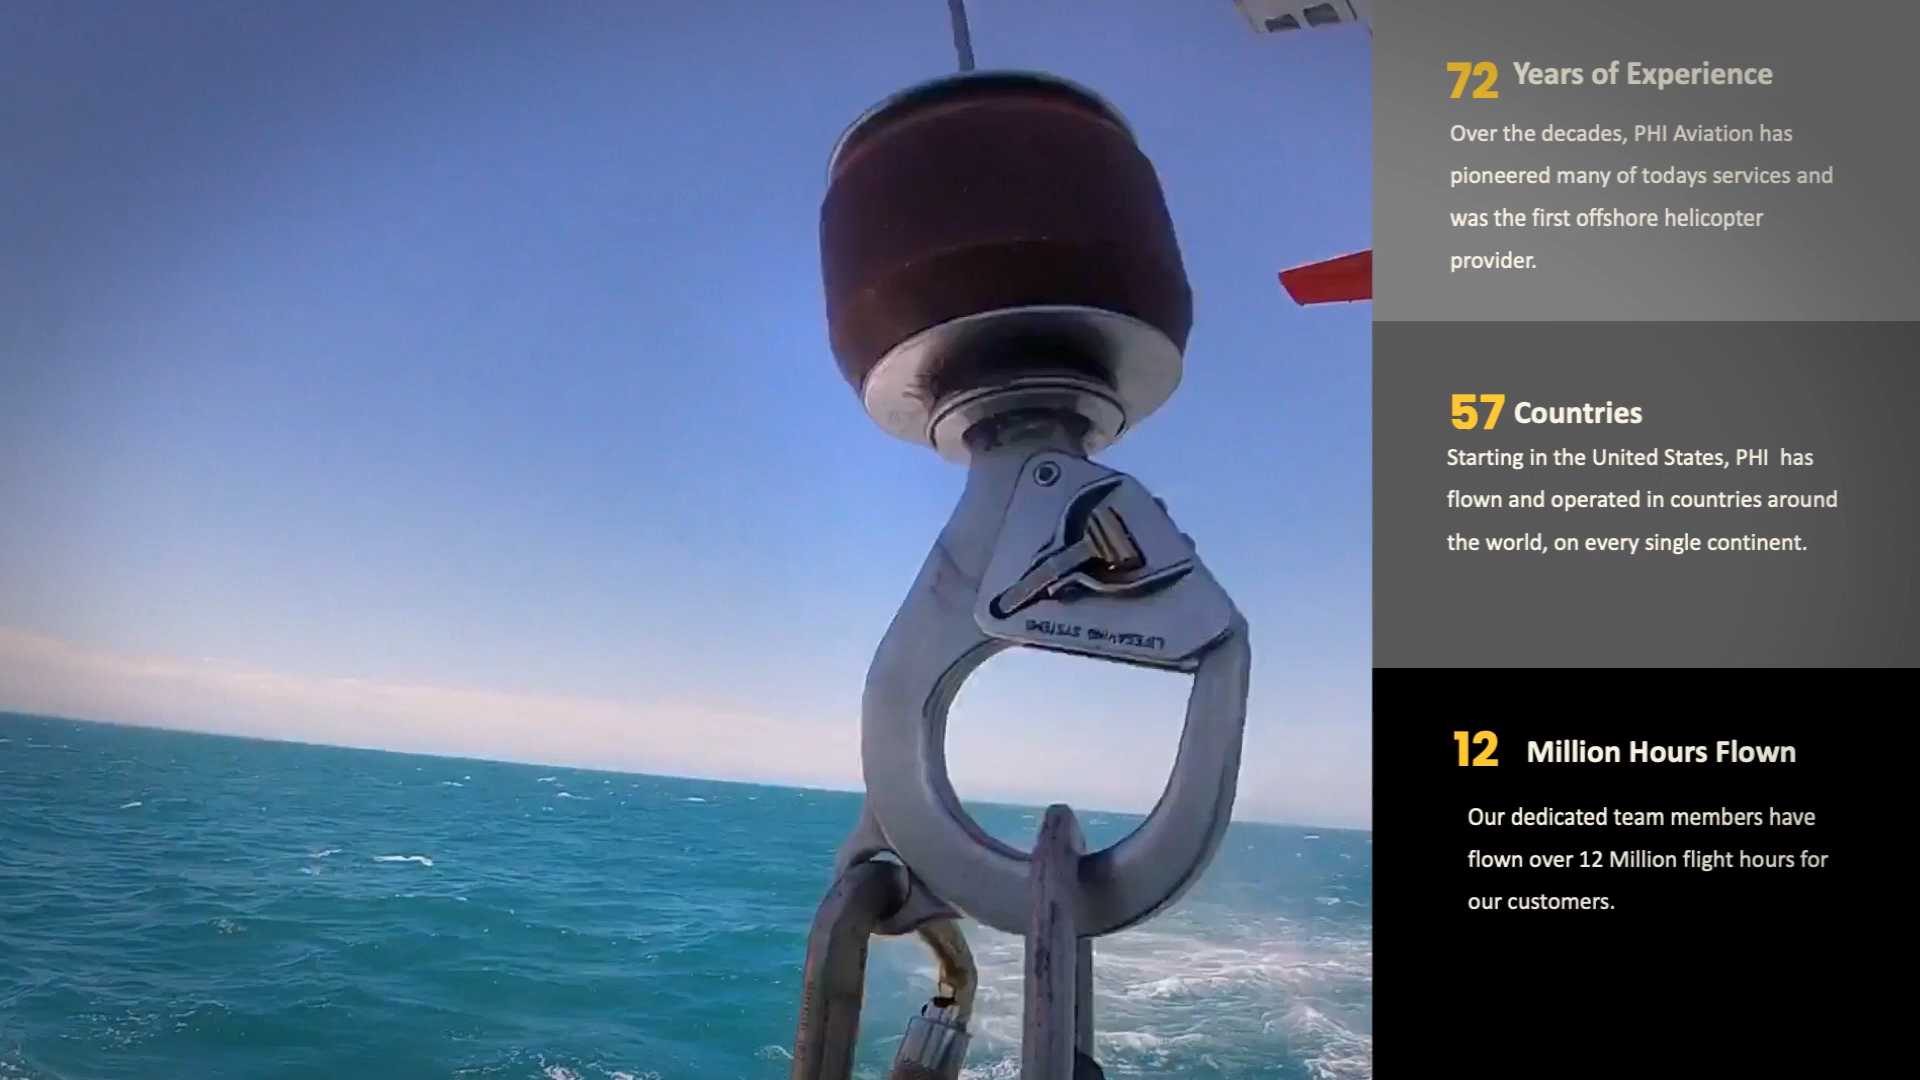 72 Years of Experience
Over the decades, PHI Aviation has
pioneered many of todays services and
was the first offshore helicopter
provider.
57 Countries
Starting in the United States, PHI  has
flown and operated in countries around
the world, on every single continent.
12 Million Hours Flown
Our dedicated team members have
flown over 12 Million flight hours for
our customers.
LIFESAVING SYSTEMS